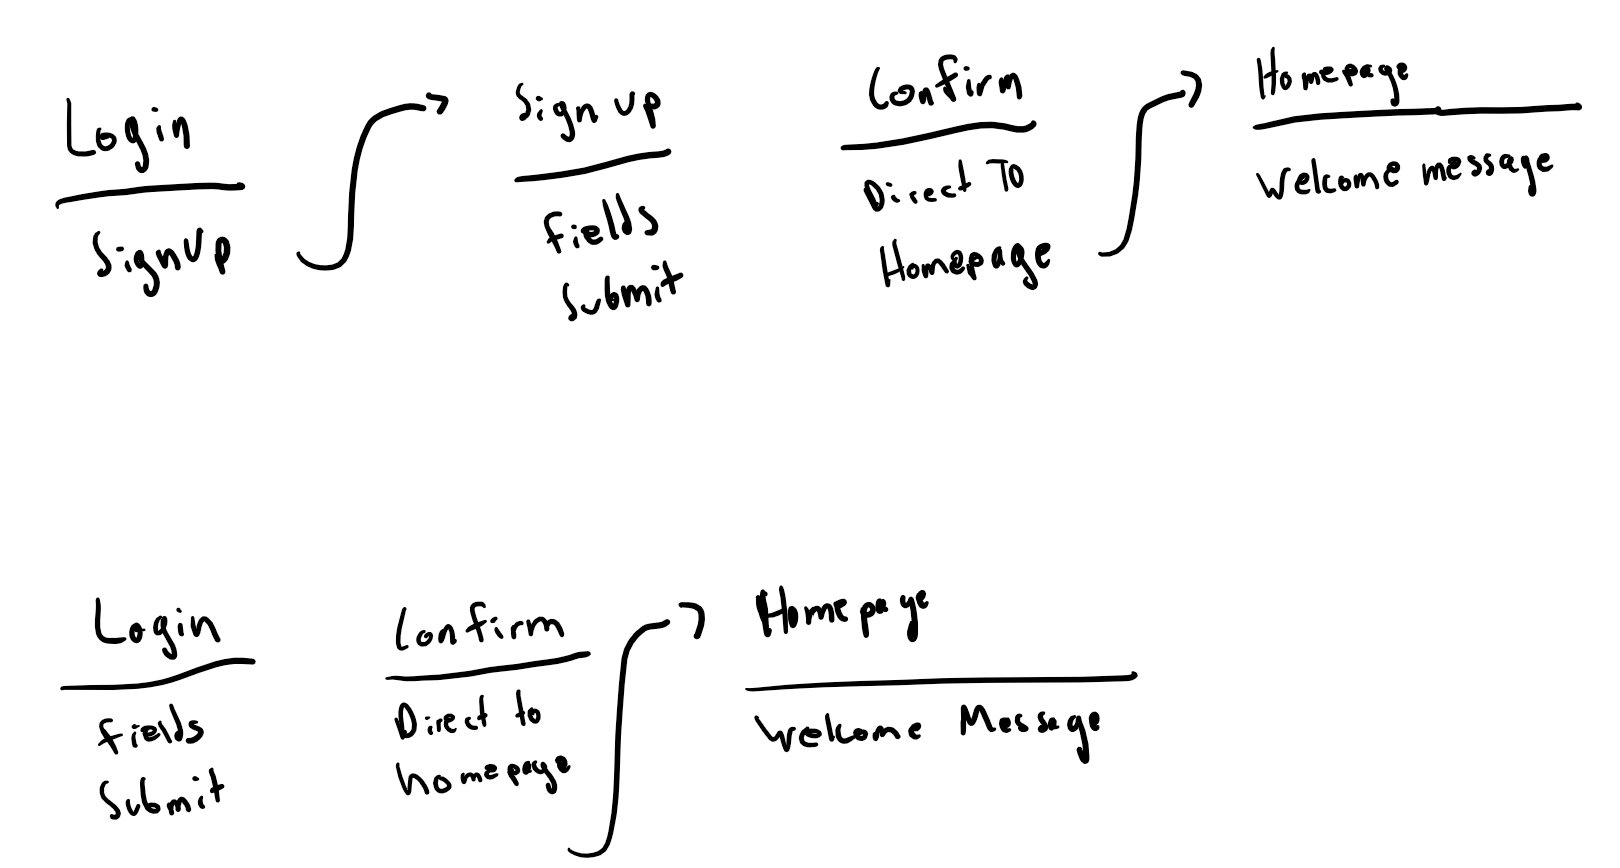 Login
SignUp
Sign up
fields
Submit
Confirm
Direct To
Homepage
Homepage
Welcome message
Login
fields
Submit
Confirm
Direct to
homepage
Homepage
Welcome Message